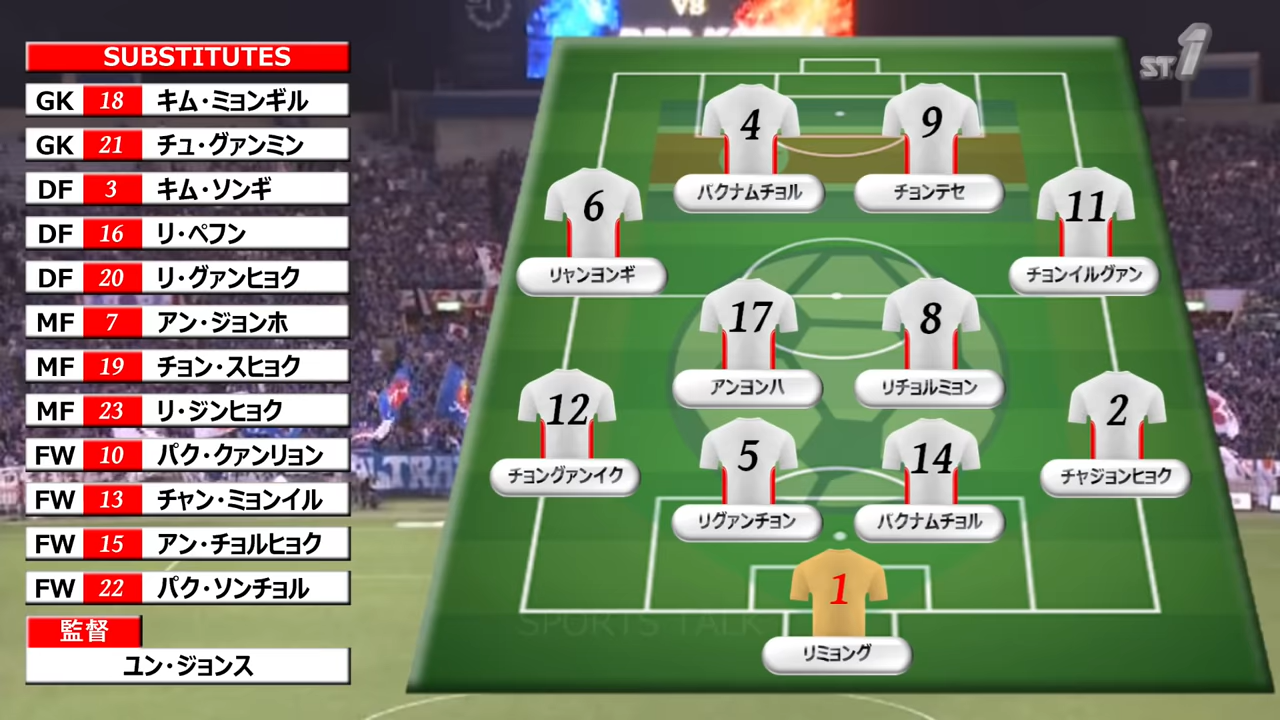 VS
ST1
SUBSTITUTES
GK 18 キム・ミョンギル
GK 21 チュ・グァンミン
DF 3 キム・ソンギ
DF 16 リ・ペフン
DF 20 リ・グァンヒョク
MF 7 アン・ジョンホ
MF 19 チョン・スヒョク
MF 23 リ・ジンヒョク
FW 10 パク・クァンリョン
FW 13 チャン・ミョンイル
FW 15 アン・チョルヒョク
FW 22 パク・ソンチョル
監督
ユン・ジョンス
4
パクナムチョル
9
チョンテセ
6
リャンヨンギ
11
チョンイルグァン
17
アンヨンハ
8
リチョルミョン
12
チョングァンイク
2
チャジョンヒョク
5
リグァンチョン
14
パクナムチョル
1
リミョング
SPORTS TALK